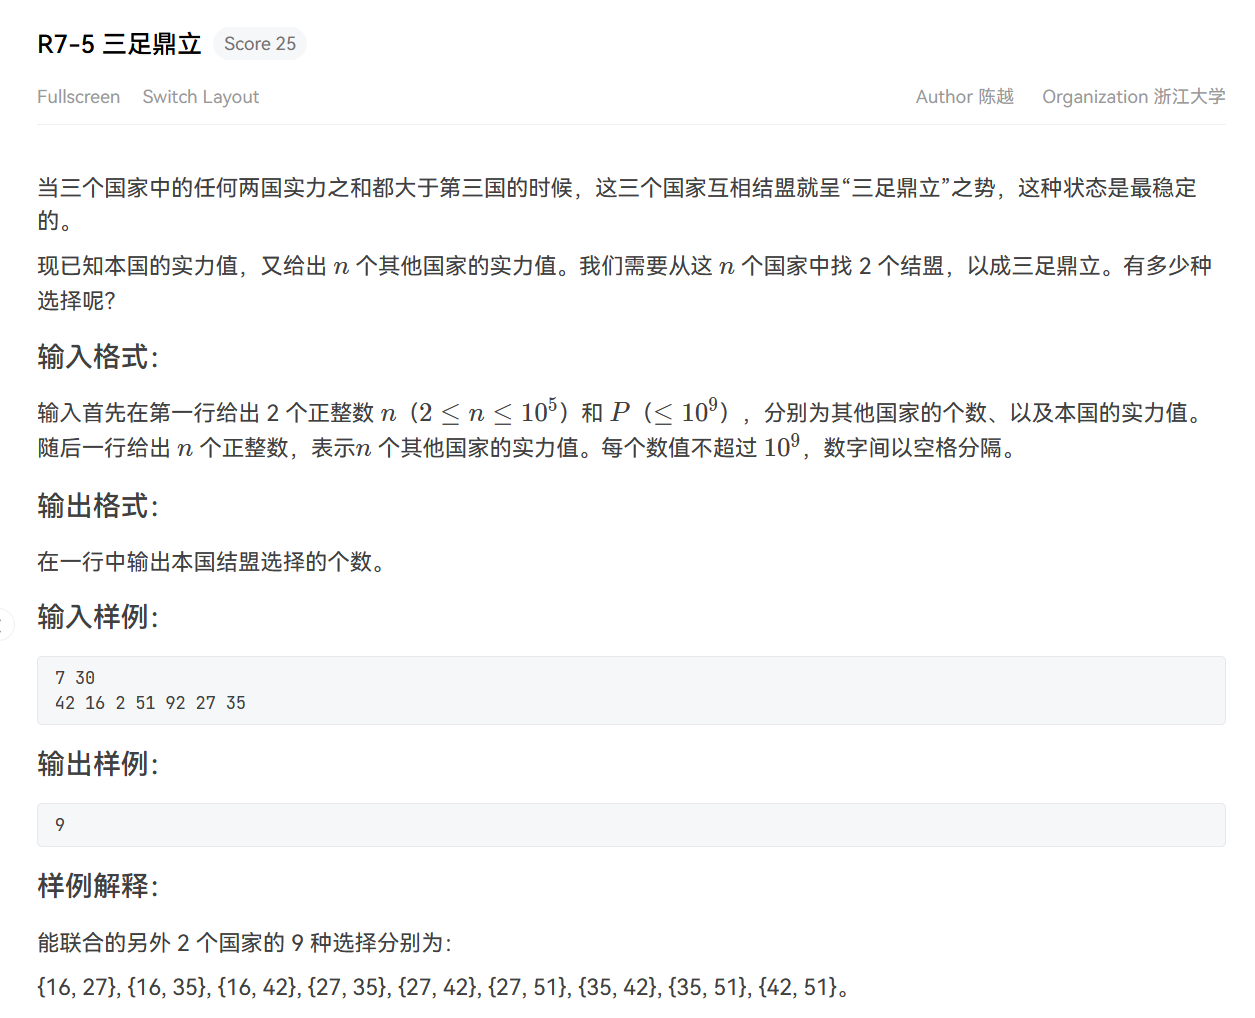 R7-5 三足鼎立 Score 25
Fullscreen Switch Layout Author 陈越 Organization 浙江大学
当三个国家中的任何两国实力之和都大于第三国的时候，这三个国家互相结盟就呈“三足鼎立”之势，这种状态是最稳定
的。
现已知本国的实力值，又给出 n 个其他国家的实力值。我们需要从这 n 个国家中找 2 个结盟，以成三足鼎立。有多少种
选择呢？
输入格式：
输入首先在第一行给出 2 个正整数 n（2 ≤ n ≤ 10^5）和 P（≤ 10^9），分别为其他国家的个数、以及本国的实力值。
随后一行给出 n 个正整数，表示n 个其他国家的实力值。每个数值不超过 10^9，数字间以空格分隔。
输出格式：
在一行中输出本国结盟选择的个数。
输入样例：
7 30
42 16 2 51 92 27 35
输出样例：
9
样例解释：
能联合的另外 2 个国家的 9 种选择分别为：
{16, 27}, {16, 35}, {16, 42}, {27, 35}, {27, 42}, {27, 51}, {35, 42}, {35, 51}, {42, 51}。